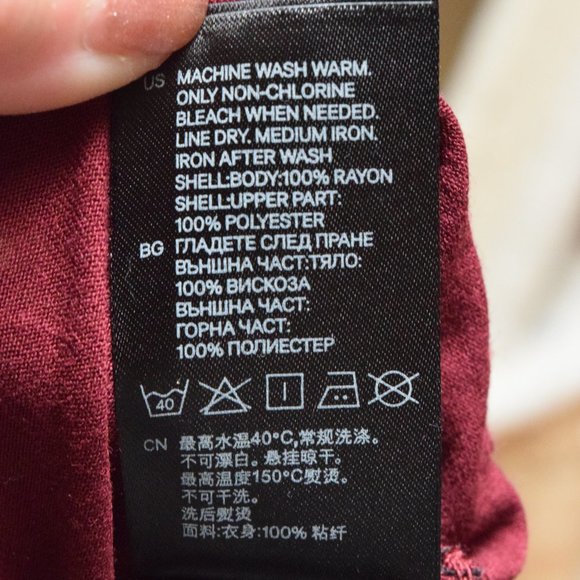 US MACHINE WASH WARM.
ONLY NON-CHLORINE
BLEACH WHEN NEEDED.
LINE DRY. MEDIUM IRON.
IRON AFTER WASH
SHELL:BODY:100% RAYON
SHELL:UPPER PART:
100% POLYESTER
BG ГЛАДЕТЕ СЛЕД ПРАНЕ
ВЪНШНА ЧАСТ:ТЯЛО:
100% ВИСКОЗА
ВЪНШНА ЧАСТ:
ГОРНА ЧАСТ:
100% ПОЛИЕСТЕР
40
CN 最高水温40°C,常规洗涤。
不可漂白。悬挂晾干。
最高温度150°C熨烫。
不可干洗。
洗后熨烫
面料:衣身:100% 粘纤